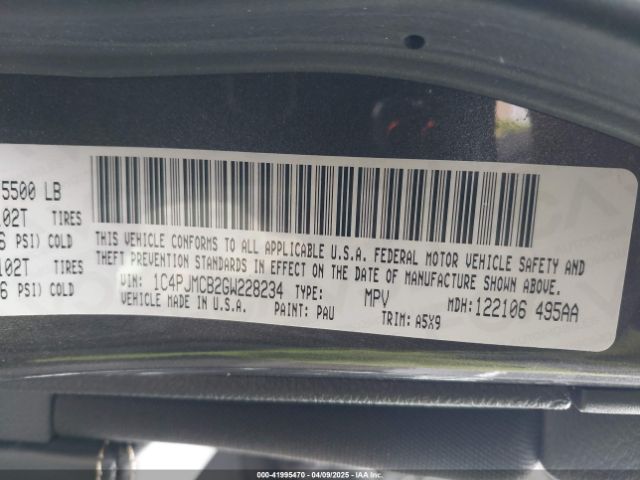 5500 LB
102T TIRES
6 PSI) COLD
102T TIRES
6 PSI) COLD
THIS VEHICLE CONFORMS TO ALL APPLICABLE U.S.A. FEDERAL MOTOR VEHICLE SAFETY AND
THEFT PREVENTION STANDARDS IN EFFECT ON THE DATE OF MANUFACTURE SHOWN ABOVE.
VIN: 1C4PJMCB2GW228234 TYPE: MPV MDH: 122106 495AA
VEHICLE MADE IN U.S.A. PAINT: PAU TRIM: A5X9
000-41995470 | 04/09/2025 | IAA Inc.